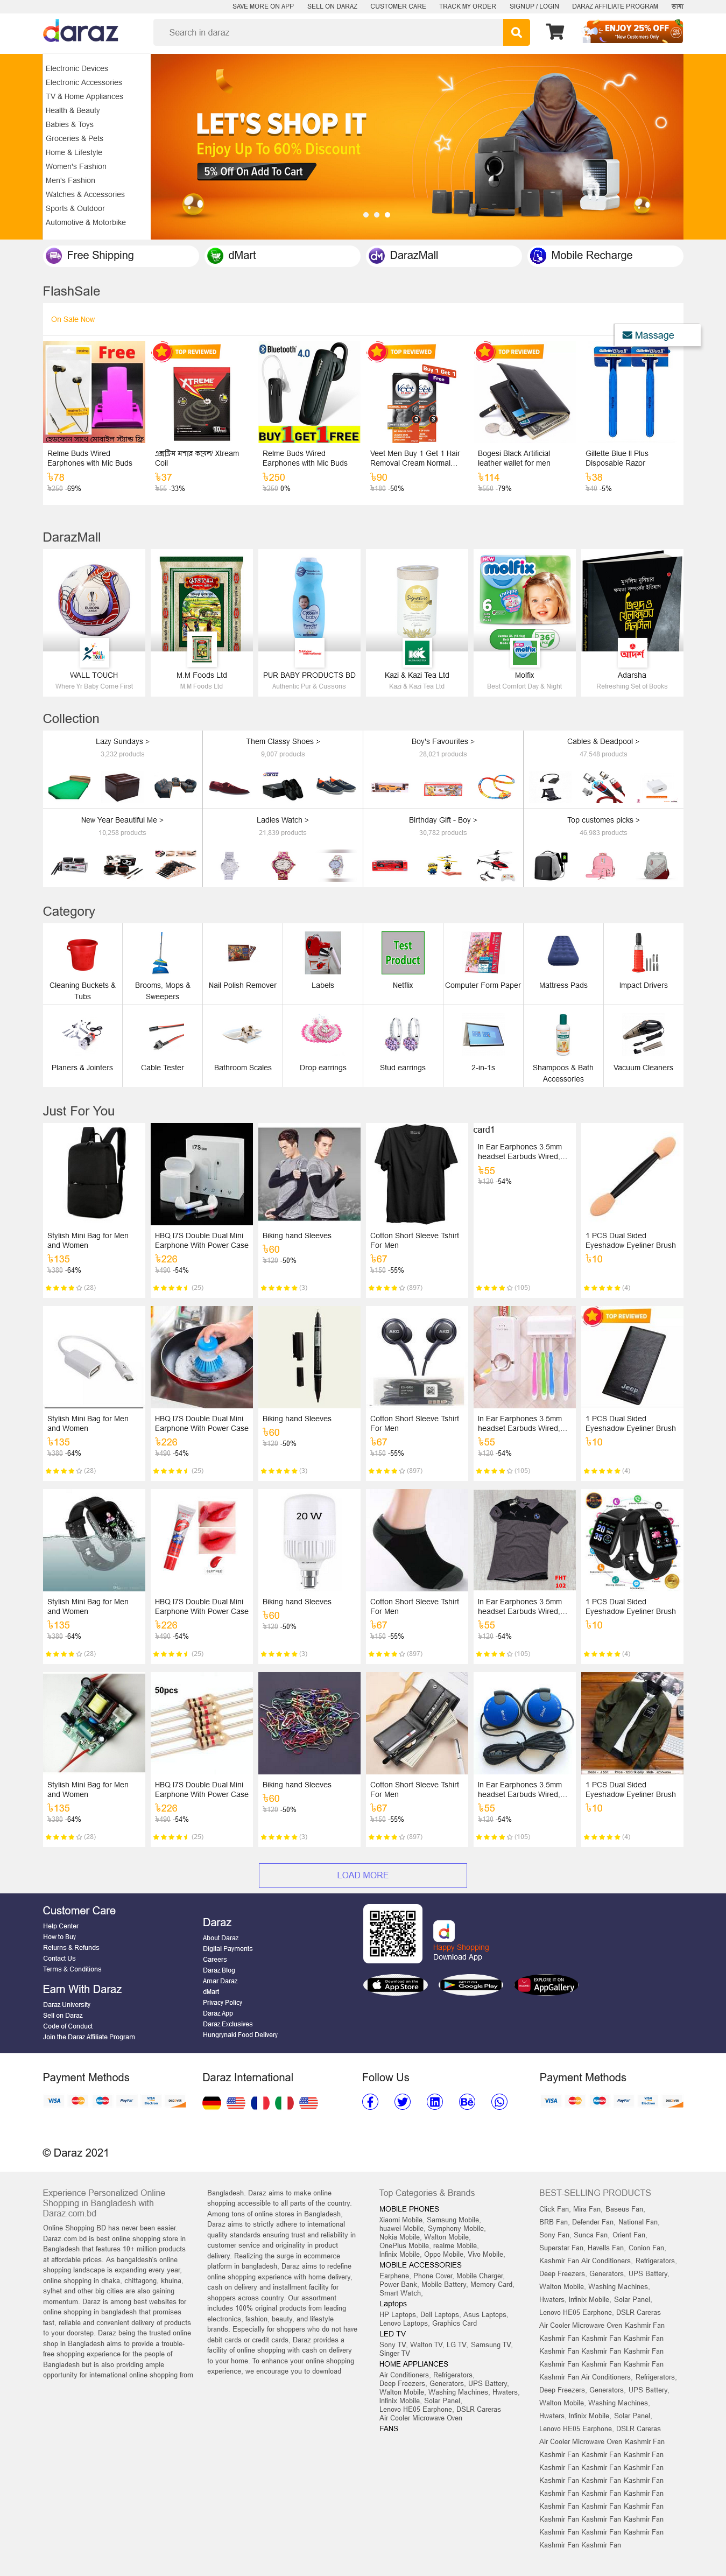 SAVE MORE ON APP SELL ON DARAZ CUSTOMER CARE TRACK MY ORDER SIGNUP / LOGIN DARAZ AFFILIATE PROGRAM ভাষা
daraz
Search in daraz
ENJOY 25% OFF
*New Customers Only
Electronic Devices
Electronic Accessories
TV & Home Appliances
Health & Beauty
Babies & Toys
Groceries & Pets
Home & Lifestyle
Women's Fashion
Men's Fashion
Watches & Accessories
Sports & Outdoor
Automotive & Motorbike
LET'S SHOP IT
Enjoy Up To 60% Discount
5% Off On Add To Cart
Free Shipping
dMart
DarazMall
Mobile Recharge
FlashSale
On Sale Now
Massage
Free
TOP REVIEWED
XTREME
Bluetooth 4.0
BUY 1 GET 1 FREE
TOP REVIEWED
Buy 1 Get 1
Free
Veet
TOP REVIEWED
Relme Buds Wired
Earphones with Mic Buds
৳78
৳250 -69%
এক্সট্রিম মশার কয়েল/ Xtream
Coil
৳37
৳55 -33%
Relme Buds Wired
Earphones with Mic Buds
৳250
৳250 0%
Veet Men Buy 1 Get 1 Hair
Removal Cream Normal...
৳90
৳180 -50%
Bogesi Black Artificial
leather wallet for men
৳114
৳550 -79%
Gillette Blue II Plus
Disposable Razor
৳38
৳40 -5%
DarazMall
molfix
6
WALL TOUCH
Where Yr Baby Come First
M.M Foods Ltd
M.M Foods Ltd
PUR BABY PRODUCTS BD
Authentic Pur & Cussons
Kazi & Kazi Tea Ltd
Kazi & Kazi Tea Ltd
Molfix
Best Comfort Day & Night
Adarsha
Refreshing Set of Books
Collection
Lazy Sundays >
3,232 products
Them Classy Shoes >
9,007 products
Boy's Favourites >
28,021 products
Cables & Deadpool >
47,548 products
New Year Beautiful Me >
10,258 products
Ladies Watch >
21,839 products
Birthday Gift - Boy >
30,782 products
Top customes picks >
46,983 products
Category
Test
Product
Cleaning Buckets &
Tubs
Brooms, Mops &
Sweepers
Nail Polish Remover
Labels
Netflix
Computer Form Paper
Mattress Pads
Impact Drivers
Planers & Jointers
Cable Tester
Bathroom Scales
Drop earrings
Stud earrings
2-in-1s
Shampoos & Bath
Accessories
Vacuum Cleaners
Just For You
i7S
card1
Stylish Mini Bag for Men
and Women
৳135
৳380 -64%
(28)
HBQ I7S Double Dual Mini
Earphone With Power Case
৳226
৳490 -54%
(25)
Biking hand Sleeves
৳60
৳120 -50%
(3)
Cotton Short Sleeve Tshirt
For Men
৳67
৳150 -55%
(897)
In Ear Earphones 3.5mm
headset Earbuds Wired,...
৳55
৳120 -54%
(105)
1 PCS Dual Sided
Eyeshadow Eyeliner Brush
৳10
(4)
AKG AKG
TOP REVIEWED
Jeep
Stylish Mini Bag for Men
and Women
৳135
৳380 -64%
(28)
HBQ I7S Double Dual Mini
Earphone With Power Case
৳226
৳490 -54%
(25)
Biking hand Sleeves
৳60
৳120 -50%
(3)
Cotton Short Sleeve Tshirt
For Men
৳67
৳150 -55%
(897)
In Ear Earphones 3.5mm
headset Earbuds Wired,...
৳55
৳120 -54%
(105)
1 PCS Dual Sided
Eyeshadow Eyeliner Brush
৳10
(4)
20 W
FHT
102
Stylish Mini Bag for Men
and Women
৳135
৳380 -64%
(28)
HBQ I7S Double Dual Mini
Earphone With Power Case
৳226
৳490 -54%
(25)
Biking hand Sleeves
৳60
৳120 -50%
(3)
Cotton Short Sleeve Tshirt
For Men
৳67
৳150 -55%
(897)
In Ear Earphones 3.5mm
headset Earbuds Wired,...
৳55
৳120 -54%
(105)
1 PCS Dual Sided
Eyeshadow Eyeliner Brush
৳10
(4)
50pcs
Stylish Mini Bag for Men
and Women
৳135
৳380 -64%
(28)
HBQ I7S Double Dual Mini
Earphone With Power Case
৳226
৳490 -54%
(25)
Biking hand Sleeves
৳60
৳120 -50%
(3)
Cotton Short Sleeve Tshirt
For Men
৳67
৳150 -55%
(897)
In Ear Earphones 3.5mm
headset Earbuds Wired,...
৳55
৳120 -54%
(105)
1 PCS Dual Sided
Eyeshadow Eyeliner Brush
৳10
(4)
LOAD MORE
Customer Care
Help Center
How to Buy
Returns & Refunds
Contact Us
Terms & Conditions
Earn With Daraz
Daraz University
Sell on Daraz
Code of Conduct
Join the Daraz Affiliate Program
Daraz
About Daraz
Digital Payments
Careers
Daraz Blog
Amar Daraz
dMart
Privacy Policy
Daraz App
Daraz Exclusives
Hungrynaki Food Delivery
Happy Shopping
Download App
Download on the
App Store
GET IT ON
Google Play
EXPLORE IT ON
AppGallery
Payment Methods
VISA PayPal VISA Electron DISCOVER
Daraz International
Follow Us
Payment Methods
VISA PayPal VISA Electron DISCOVER
© Daraz 2021
Experience Personalized Online
Shopping in Bangladesh with
Daraz.com.bd
Online Shopping BD has never been easier.
Daraz.com.bd is best online shopping store in
Bangladesh that features 10+ million products
at affordable prices. As bangaldesh's online
shopping landscape is expanding every year,
online shopping in dhaka, chiittagong, khulna,
sylhet and other big cities are also gaining
momentum. Daraz is among best websites for
online shopping in bangladesh that promises
fast, reliable and convenient delivery of products
to your doorstep. Daraz being the trusted online
shop in Bangladesh aims to provide a trouble-
free shopping experience for the people of
Bangladesh but is also providing ample
opportunity for international online shopping from
Bangladesh. Daraz aims to make online
shopping accessible to all parts of the country.
Among tons of online stores in Bangladesh,
Daraz aims to strictly adhere to international
quality standards ensuring trust and reliability in
customer service and originality in product
delivery. Realizing the surge in ecommerce
platform in bangladesh, Daraz aims to redefine
online shopping experience with home delivery,
cash on delivery and installment facility for
shoppers across country. Our assortment
includes 100% original products from leading
electronics, fashion, beauty, and lifestyle
brands. Especially for shoppers who do not have
debit cards or credit cards, Daraz provides a
facility of online shopping with cash on delivery
to your home. To enhance your online shopping
experience, we encourage you to download
Top Categories & Brands
MOBILE PHONES
Xiaomi Mobile, Samsung Mobile,
huawei Mobile, Symphony Mobile,
Nokia Mobile, Walton Mobile,
OnePlus Mobile, realme Mobile,
Infinix Mobile, Oppo Mobile, Vivo Mobile,
MOBILE ACCESSORIES
Earphene, Phone Cover, Mobile Charger,
Power Bank, Mobile Battery, Memory Card,
Smart Watch,
Laptops
HP Laptops, Dell Laptops, Asus Laptops,
Lenovo Laptops, Graphics Card
LED TV
Sony TV, Walton TV, LG TV, Samsung TV,
Singer TV
HOME APPLIANCES
Air Conditioners, Refrigerators,
Deep Freezers, Generators, UPS Battery,
Walton Mobile, Washing Machines, Hwaters,
Infinix Mobile, Solar Panel,
Lenovo HE05 Earphone, DSLR Careras
Air Cooler Microwave Oven
FANS
BEST-SELLING PRODUCTS
Click Fan, Mira Fan, Baseus Fan,
BRB Fan, Defender Fan, National Fan,
Sony Fan, Sunca Fan, Orient Fan,
Superstar Fan, Havells Fan, Conion Fan,
Kashmir Fan Air Conditioners, Refrigerators,
Deep Freezers, Generators, UPS Battery,
Walton Mobile, Washing Machines,
Hwaters, Infinix Mobile, Solar Panel,
Lenovo HE05 Earphone, DSLR Careras
Air Cooler Microwave Oven Kashmir Fan
Kashmir Fan Kashmir Fan Kashmir Fan
Kashmir Fan Kashmir Fan Kashmir Fan
Kashmir Fan Kashmir Fan Kashmir Fan
Kashmir Fan Air Conditioners, Refrigerators,
Deep Freezers, Generators, UPS Battery,
Walton Mobile, Washing Machines,
Hwaters, Infinix Mobile, Solar Panel,
Lenovo HE05 Earphone, DSLR Careras
Air Cooler Microwave Oven Kashmir Fan
Kashmir Fan Kashmir Fan Kashmir Fan
Kashmir Fan Kashmir Fan Kashmir Fan
Kashmir Fan Kashmir Fan Kashmir Fan
Kashmir Fan Kashmir Fan Kashmir Fan
Kashmir Fan Kashmir Fan Kashmir Fan
Kashmir Fan Kashmir Fan Kashmir Fan
Kashmir Fan Kashmir Fan Kashmir Fan
Kashmir Fan Kashmir Fan